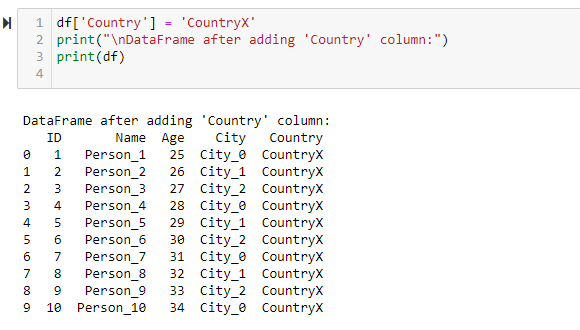 1 df['Country'] = 'CountryX'
2 print("\nDataFrame after adding 'Country' column:")
3 print(df)
4
DataFrame after adding 'Country' column:
ID Name Age City Country
0 1 Person_1 25 City_0 CountryX
1 2 Person_2 26 City_1 CountryX
2 3 Person_3 27 City_2 CountryX
3 4 Person_4 28 City_0 CountryX
4 5 Person_5 29 City_1 CountryX
5 6 Person_6 30 City_2 CountryX
6 7 Person_7 31 City_0 CountryX
7 8 Person_8 32 City_1 CountryX
8 9 Person_9 33 City_2 CountryX
9 10 Person_10 34 City_0 CountryX